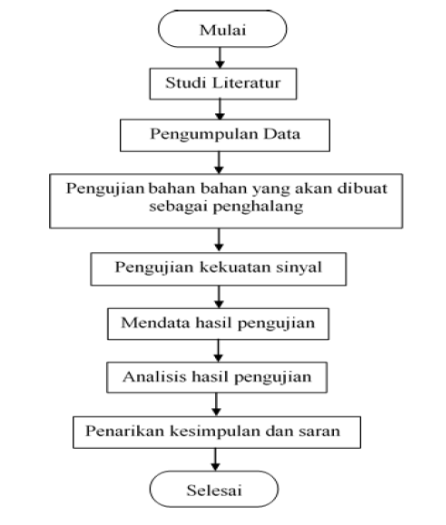 Mulai
Studi Literatur
Pengumpulan Data
Pengujian bahan bahan yang akan dibuat
sebagai penghalang
Pengujian kekuatan sinyal
Mendata hasil pengujian
Analisis hasil pengujian
Penarikan kesimpulan dan saran
Selesai